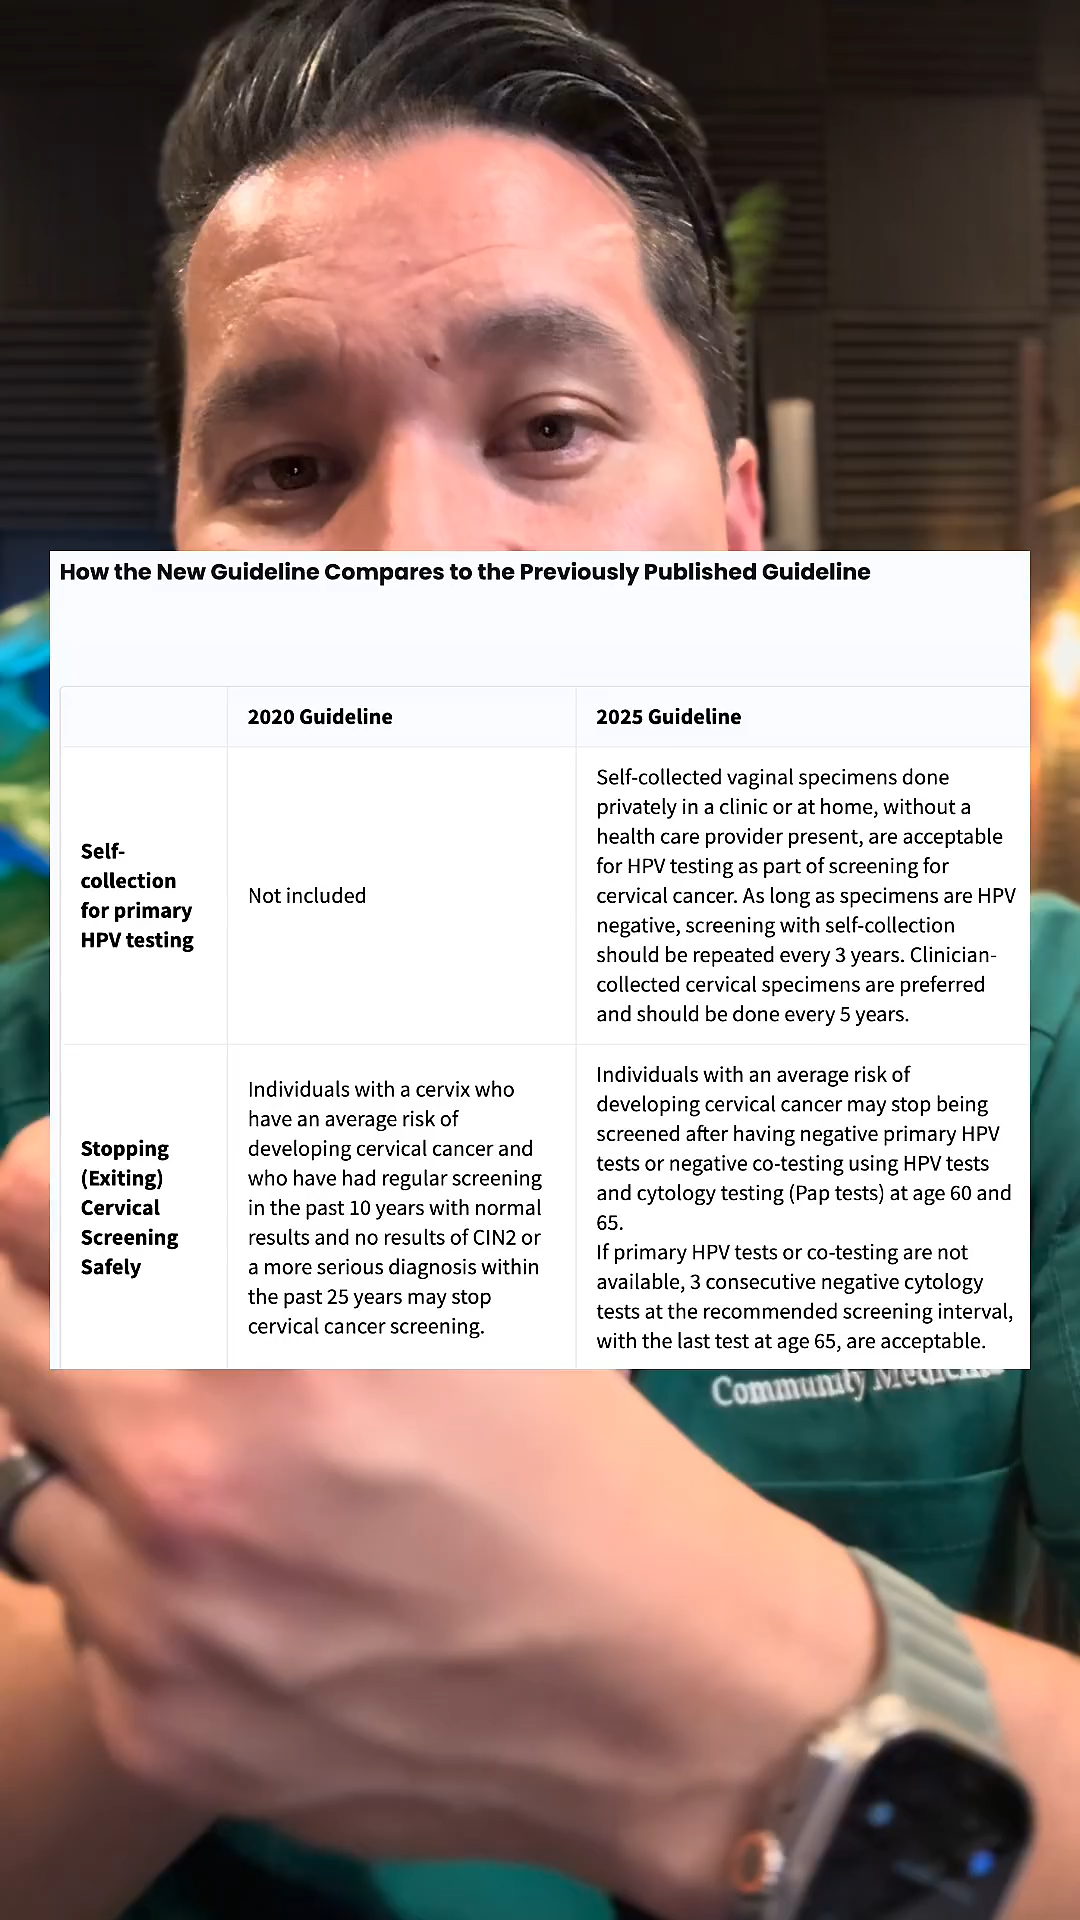 How the New Guideline Compares to the Previously Published Guideline
2020 Guideline
2025 Guideline
Self-
collection
for primary
HPV testing
Not included
Self-collected vaginal specimens done
privately in a clinic or at home, without a
health care provider present, are acceptable
for HPV testing as part of screening for
cervical cancer. As long as specimens are HPV
negative, screening with self-collection
should be repeated every 3 years. Clinician-
collected cervical specimens are preferred
and should be done every 5 years.
Stopping
(Exiting)
Cervical
Screening
Safely
Individuals with a cervix who
have an average risk of
developing cervical cancer and
who have had regular screening
in the past 10 years with normal
results and no results of CIN2 or
a more serious diagnosis within
the past 25 years may stop
cervical cancer screening.
Individuals with an average risk of
developing cervical cancer may stop being
screened after having negative primary HPV
tests or negative co-testing using HPV tests
and cytology testing (Pap tests) at age 60 and
65.
If primary HPV tests or co-testing are not
available, 3 consecutive negative cytology
tests at the recommended screening interval,
with the last test at age 65, are acceptable.
Community Medicine